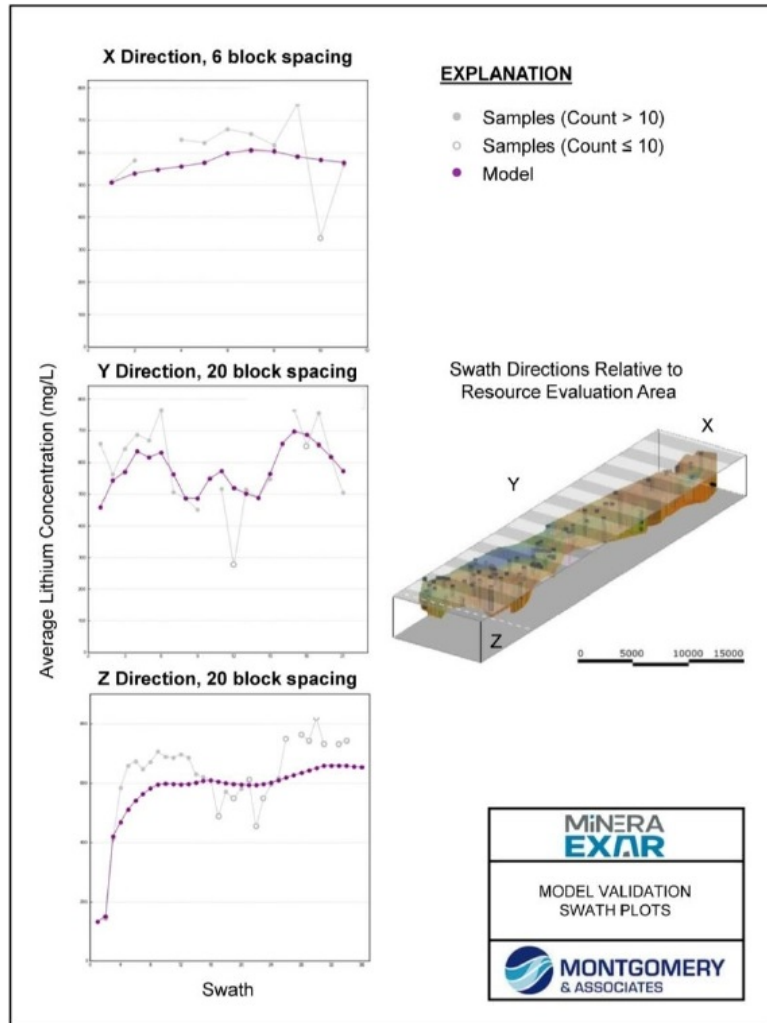 X Direction, 6 block spacing
EXPLANATION
Samples (Count > 10)
Samples (Count ≤ 10)
Model
Average Lithium Concentration (mg/L)
Y Direction, 20 block spacing
Swath Directions Relative to
Resource Evaluation Area
X
Y
Z
0 5000 10000 15000
Z Direction, 20 block spacing
Swath
MINERA
EXAR
MODEL VALIDATION
SWATH PLOTS
MONTGOMERY
& ASSOCIATES